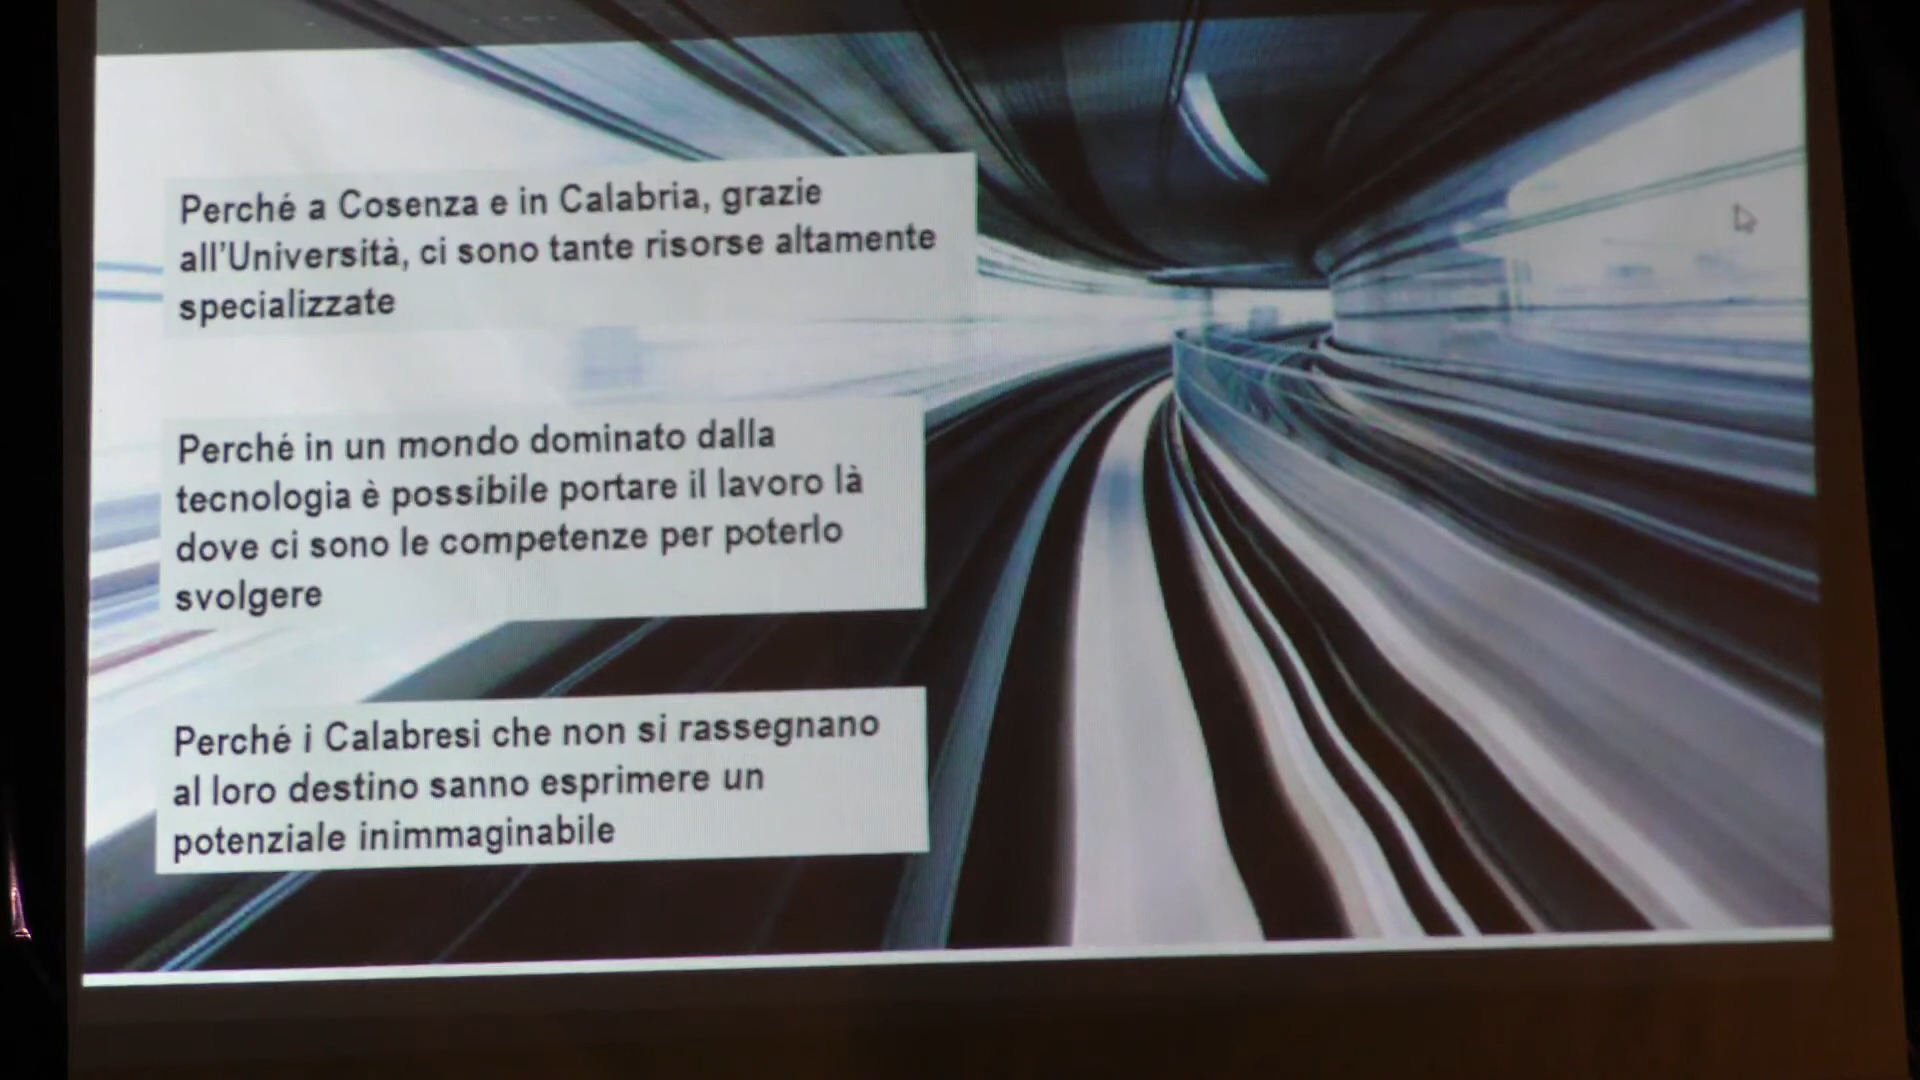 Perché a Cosenza e in Calabria, grazie
all'Università, ci sono tante risorse altamente
specializzate
Perché in un mondo dominato dalla
tecnologia è possibile portare il lavoro là
dove ci sono le competenze per poterlo
svolgere
Perché i Calabresi che non si rassegnano
al loro destino sanno esprimere un
potenziale inimmaginabile